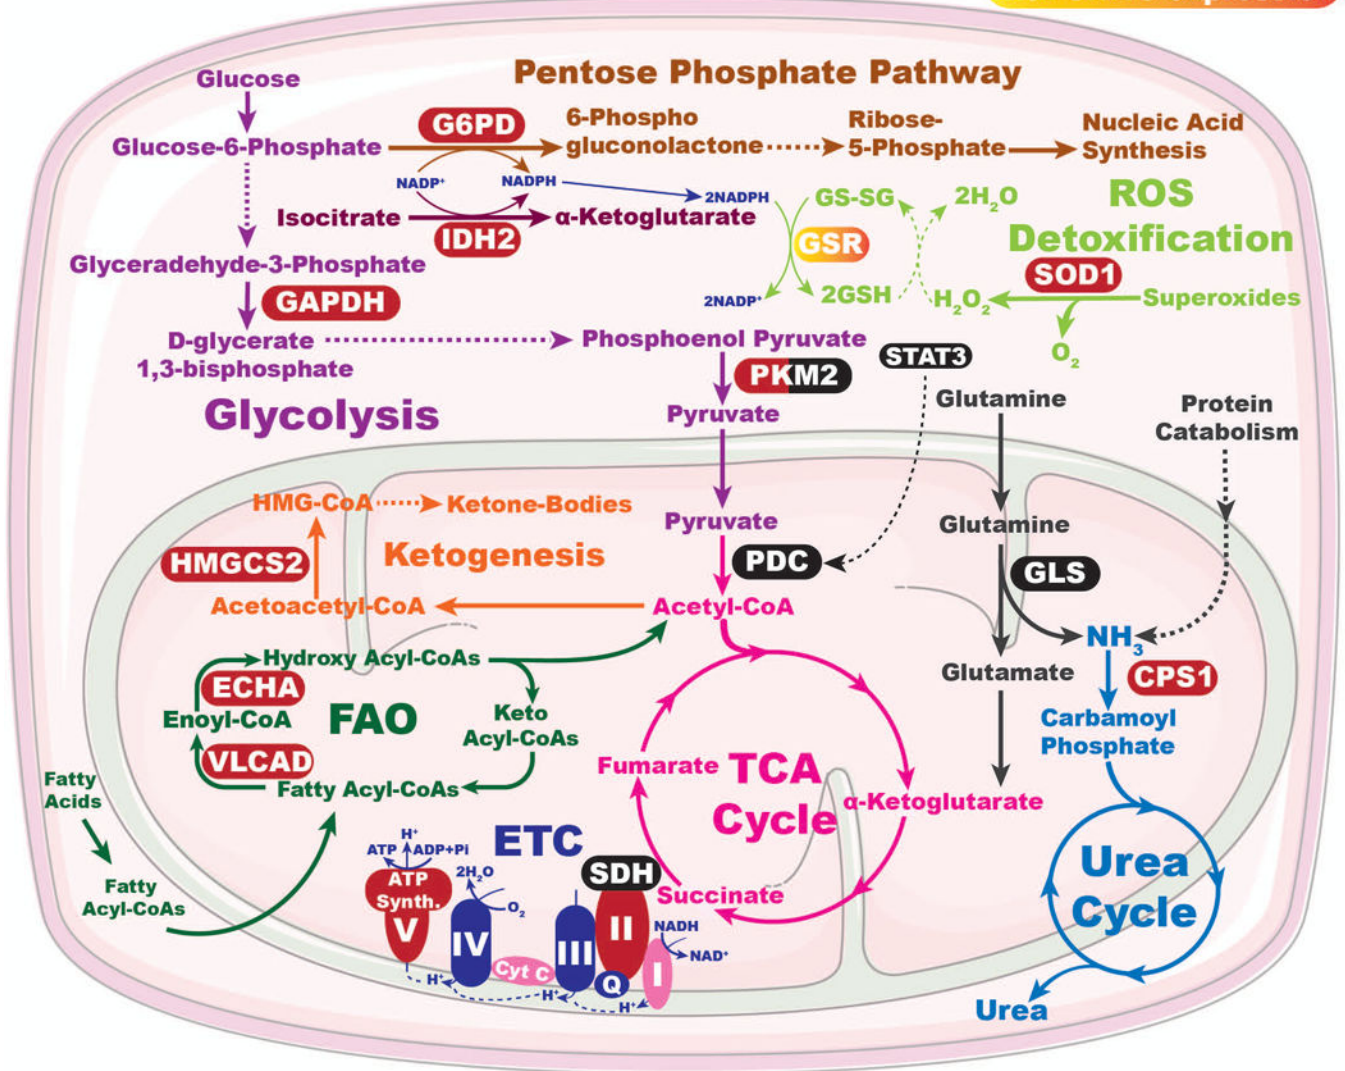 Pentose Phosphate Pathway
Glucose
G6PD
Glucose-6-Phosphate
6-Phospho
gluconolactone
Ribose-
5-Phosphate
Nucleic Acid
Synthesis
NADP⁺
NADPH
2NADPH
Isocitrate
α-Ketoglutarate
IDH2
GS-SG
2H₂O
ROS
Detoxification
GSR
SOD1
Glyceradehyde-3-Phosphate
GAPDH
2NADP⁺
2GSH
H₂O₂
Superoxides
O₂
D-glycerate
1,3-bisphosphate
Phosphoenol Pyruvate
PKM2
STAT3
Glycolysis
Pyruvate
Glutamine
Protein
Catabolism
HMG-CoA
Ketone-Bodies
Pyruvate
Glutamine
HMGCS2
Ketogenesis
PDC
GLS
Acetoacetyl-CoA
Acetyl-CoA
NH₃
Hydroxy Acyl-CoAs
ECHA
Enoyl-CoA
FAO
Keto
Acyl-CoAs
VLCAD
Fatty Acyl-CoAs
Glutamate
CPS1
Carbamoyl
Phosphate
Fumarate
TCA
Cycle
α-Ketoglutarate
Succinate
Fatty
Acids
Fatty
Acyl-CoAs
ETC
H⁺
ATP
ADP+Pi
ATP
Synth.
V
2H₂O
O₂
IV
Cyt C
III
SDH
II
Q
I
NADH
NAD⁺
H⁺
H⁺
H⁺
Urea
Cycle
Urea